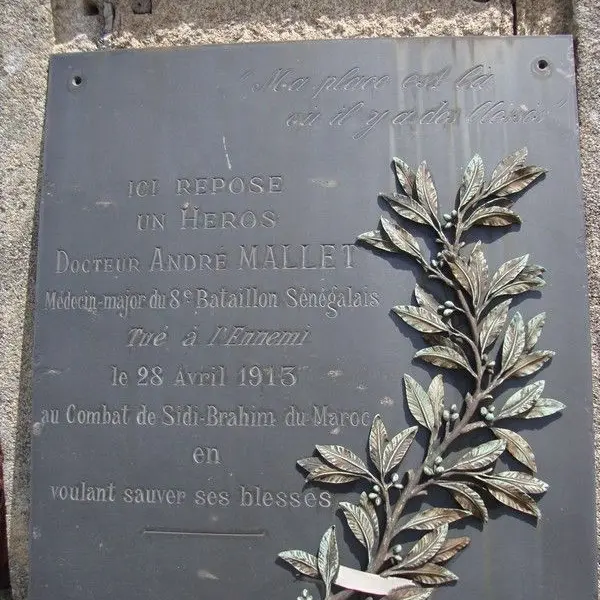 "Ma place est là
où il y a des blessés"
ICI REPOSE
UN HEROS
DOCTEUR ANDRÉ MALLET
Médecin-major du 8e Bataillon Sénégalais
Tué à l'Ennemi
le 28 Avril 1913
au Combat de Sidi-Brahim du Maroc
en
voulant sauver ses blessés